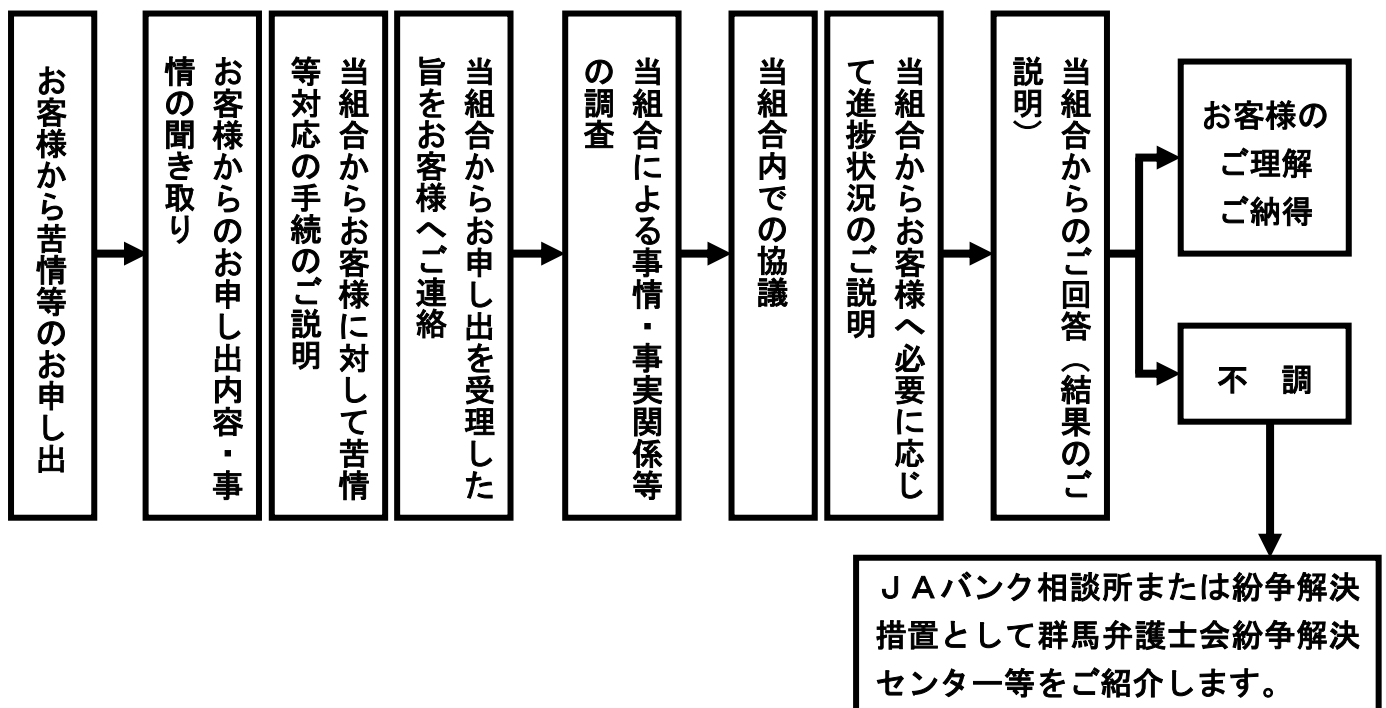 お客様から苦情等のお申し出
お客様からのお申し出内容・事
情の聞き取り
当組合からお客様に対して苦情
等対応の手続のご説明
当組合からお申し出を受理した
旨をお客様へご連絡
当組合による事情・事実関係等
の調査
当組合内での協議
当組合からお客様へ必要に応じ
て進捗状況のご説明
当組合からのご回答（結果のご
説明）
お客様の
ご理解
ご納得
不　調
ＪＡバンク相談所または紛争解決
措置として群馬弁護士会紛争解決
センター等をご紹介します。